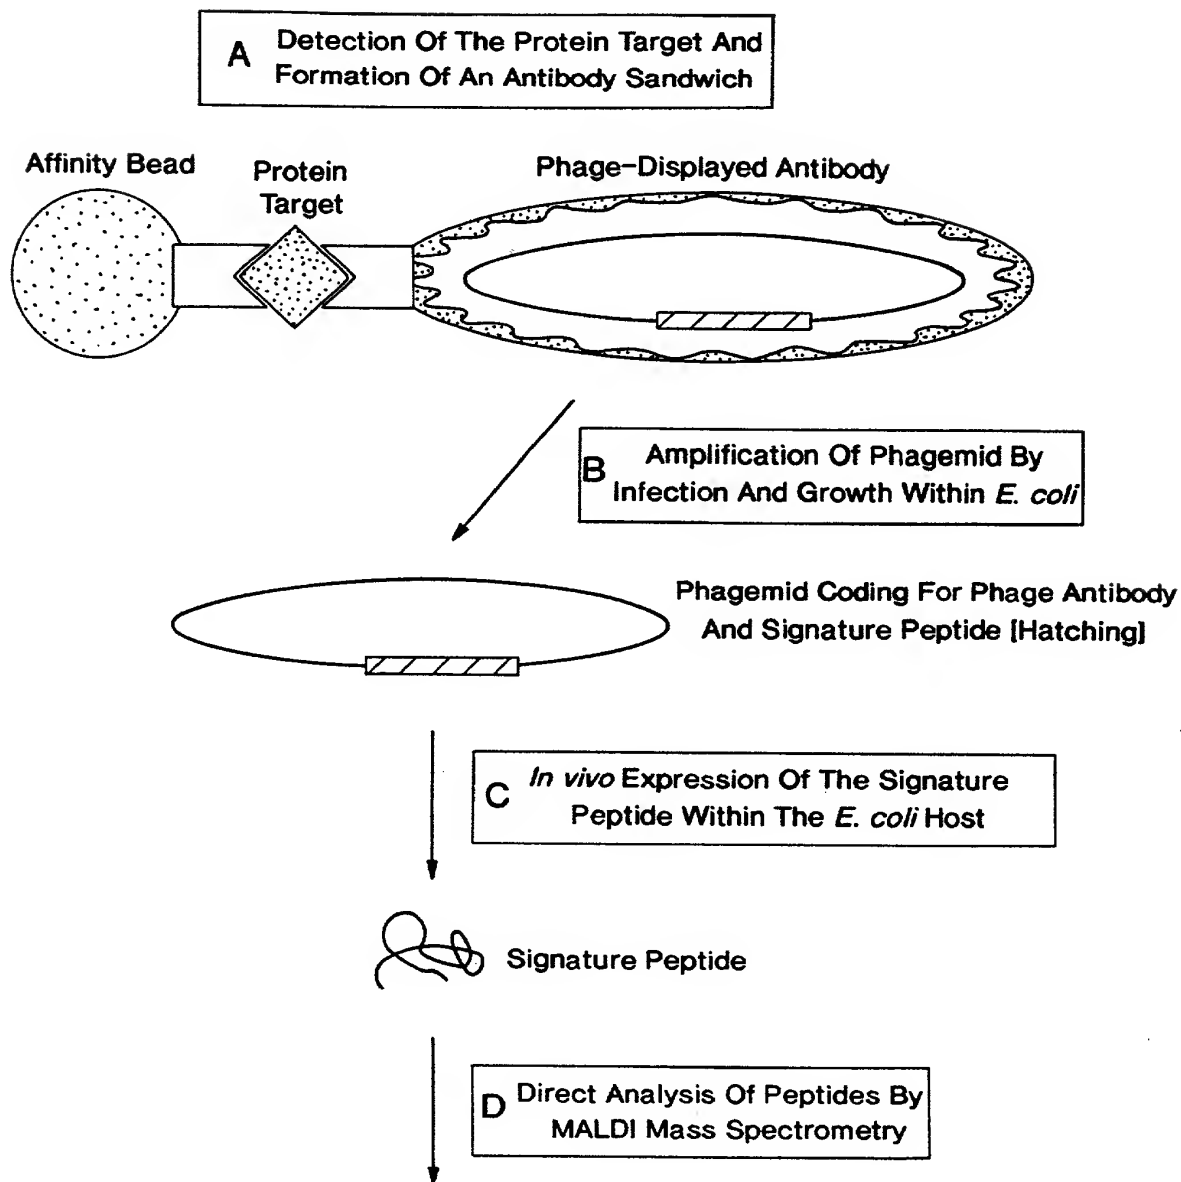 A Detection Of The Protein Target And
Formation Of An Antibody Sandwich
Affinity Bead
Protein
Target
Phage-Displayed Antibody
B Amplification Of Phagemid By
Infection And Growth Within E. coli
Phagemid Coding For Phage Antibody
And Signature Peptide [Hatching]
C In vivo Expression Of The Signature
Peptide Within The E. coli Host
Signature Peptide
D Direct Analysis Of Peptides By
MALDI Mass Spectrometry